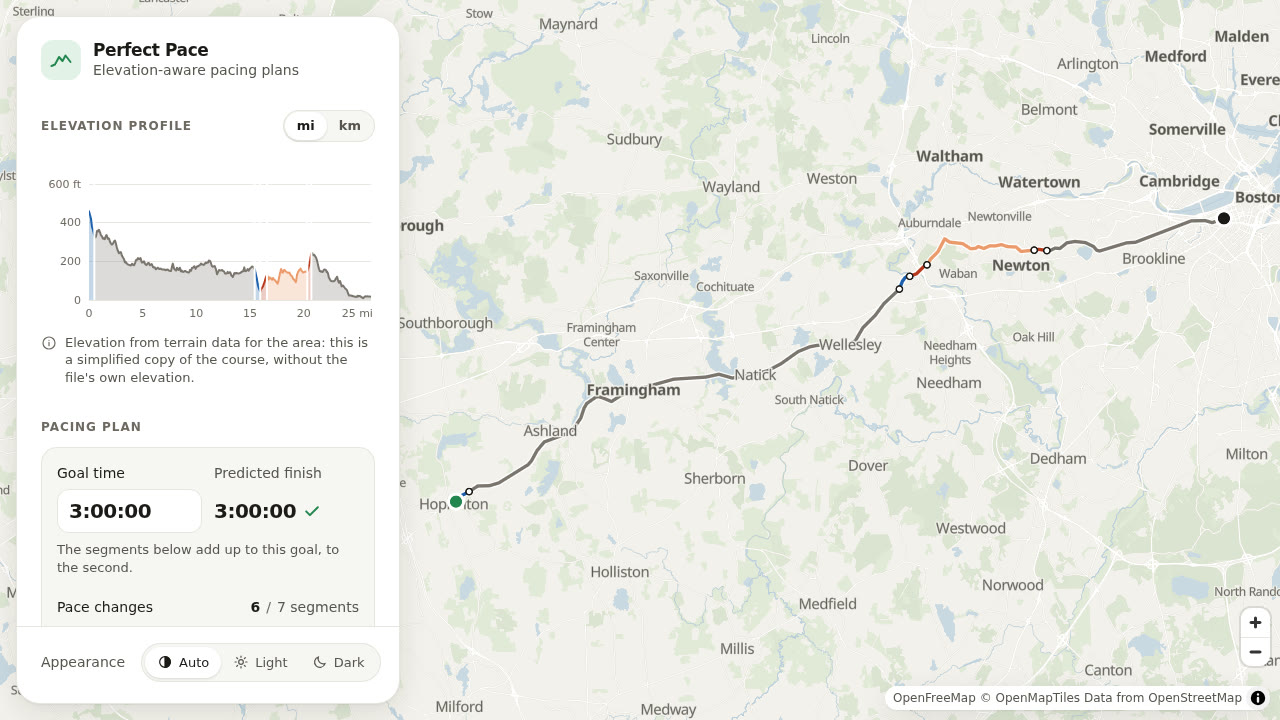 Perfect Pace
Elevation-aware pacing plans
ELEVATION PROFILE
mi km
600 ft
400
200
0
0 5 10 15 20 25 mi
Elevation from terrain data for the area: this is
a simplified copy of the course, without the
file's own elevation.
PACING PLAN
Goal time Predicted finish
3:00:00 3:00:00
The segments below add up to this goal, to
the second.
Pace changes 6 / 7 segments
Appearance Auto Light Dark
Sterling
Stow
Maynard
Lincoln
Malden
Medford
Arlington
Belmont
Somerville
Sudbury
Waltham
Wayland
Weston
Watertown
Cambridge
Auburndale
Newtonville
Brookline
Waban
Newton
Saxonville
Cochituate
Southborough
Framingham
Center
Wellesley
Needham
Heights
Oak Hill
Natick
Needham
Framingham
South Natick
Ashland
Dover
Dedham
Milton
Sherborn
Westwood
Holliston
Norwood
Medfield
Millis
Canton
Milford
Medway
OpenFreeMap © OpenMapTiles Data from OpenStreetMap